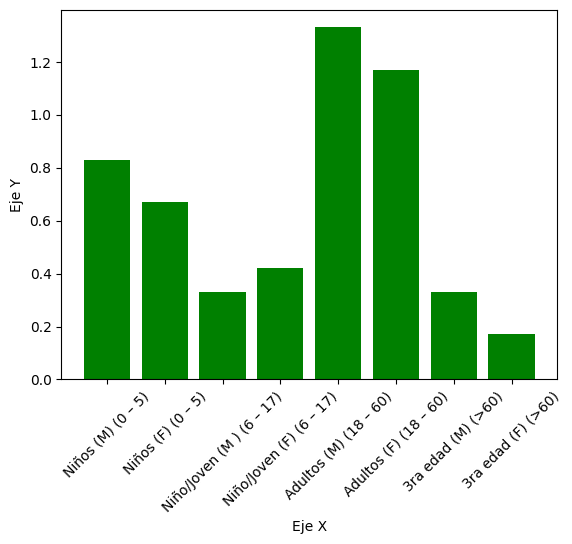 1.2
1.0
0.8
0.6
0.4
0.2
0.0
Eje Y
Niños (M) (0 – 5)
Niños (F) (0 – 5)
Niño/Joven (M ) (6 – 17)
Niño/Joven (F) (6 – 17)
Adultos (M) (18 – 60)
Adultos (F) (18 – 60)
3ra edad (M) (>60)
3ra edad (F) (>60)
Eje X